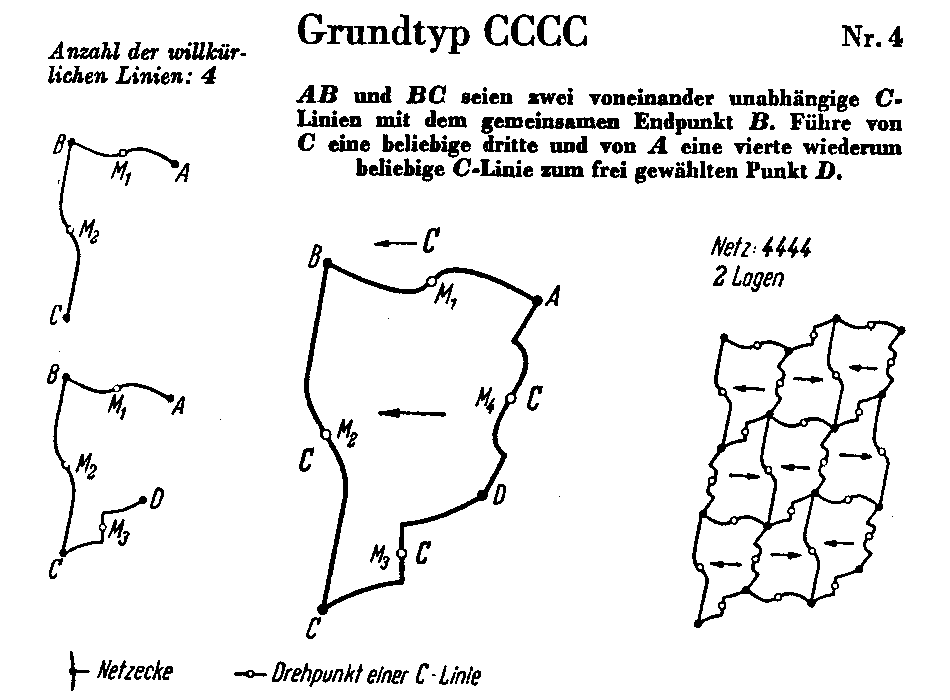 Grundtyp CCCC
Nr. 4
Anzahl der willkür-
lichen Linien: 4
AB und BC seien zwei voneinander unabhängige C-
Linien mit dem gemeinsamen Endpunkt B. Führe von
C eine beliebige dritte und von A eine vierte wiederum
beliebige C-Linie zum frei gewählten Punkt D.
B
M1
A
M2
C
B
M1
A
M2
D
M3
C
C
B
M1
A
M4
C
M2
C
D
M3
C
C
Netz: 4444
2 Lagen
Netzecke
Drehpunkt einer C-Linie